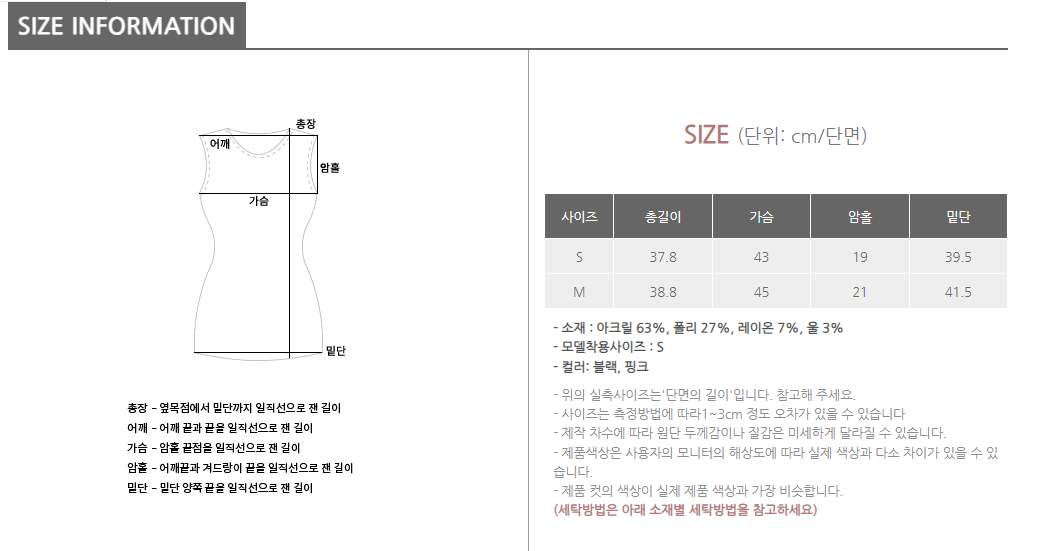 SIZE INFORMATION
총장
어깨
암홀
가슴
밑단
총장 - 옆목점에서 밑단까지 일직선으로 잰 길이
어깨 - 어깨 끝과 끝을 일직선으로 잰 길이
가슴 - 암홀 끝점을 일직선으로 잰 길이
암홀 - 어깨끝과 겨드랑이 끝을 일직선으로 잰 길이
밑단 - 밑단 양쪽 끝을 일직선으로 잰 길이
SIZE (단위: cm/단면)
사이즈 총길이 가슴 암홀 밑단
S 37.8 43 19 39.5
M 38.8 45 21 41.5
- 소재 : 아크릴 63%, 폴리 27%, 레이온 7%, 울 3%
- 모델착용사이즈 : S
- 컬러: 블랙, 핑크
- 위의 실측사이즈는'단면의 길이'입니다. 참고해 주세요.
- 사이즈는 측정방법에 따라1~3cm 정도 오차가 있을 수 있습니다
- 제작 차수에 따라 원단 두께감이나 질감은 미세하게 달라질 수 있습니다.
- 제품색상은 사용자의 모니터의 해상도에 따라 실제 색상과 다소 차이가 있을 수 있
습니다.
- 제품 컷의 색상이 실제 제품 색상과 가장 비슷합니다.
(세탁방법은 아래 소재별 세탁방법을 참고하세요)